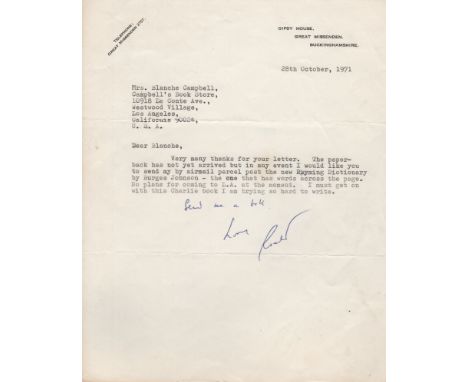 TELEPHONE:
GREAT MISSENDEN 2757.
GIPSY HOUSE,
GREAT MISSENDEN,
BUCKINGHAMSHIRE.
28th October, 1971
Mrs. Blanche Campbell,
Campbell's Book Store,
10918 Le Conte Ave.,
Westwood Village,
Los Angeles,
California 90024,
U. S. A.
Dear Blanche,
Very many thanks for your letter. The paper-
back has not yet arrived but in any event I would like you
to send my by airmail parcel post the new Rhyming Dictionary
by Burges Johnson - the one that has words across the page.
No plans for coming to L.A. at the moment. I must get on
with this Charlie book I am trying so hard to write.
Send me a bill
Love
Roald